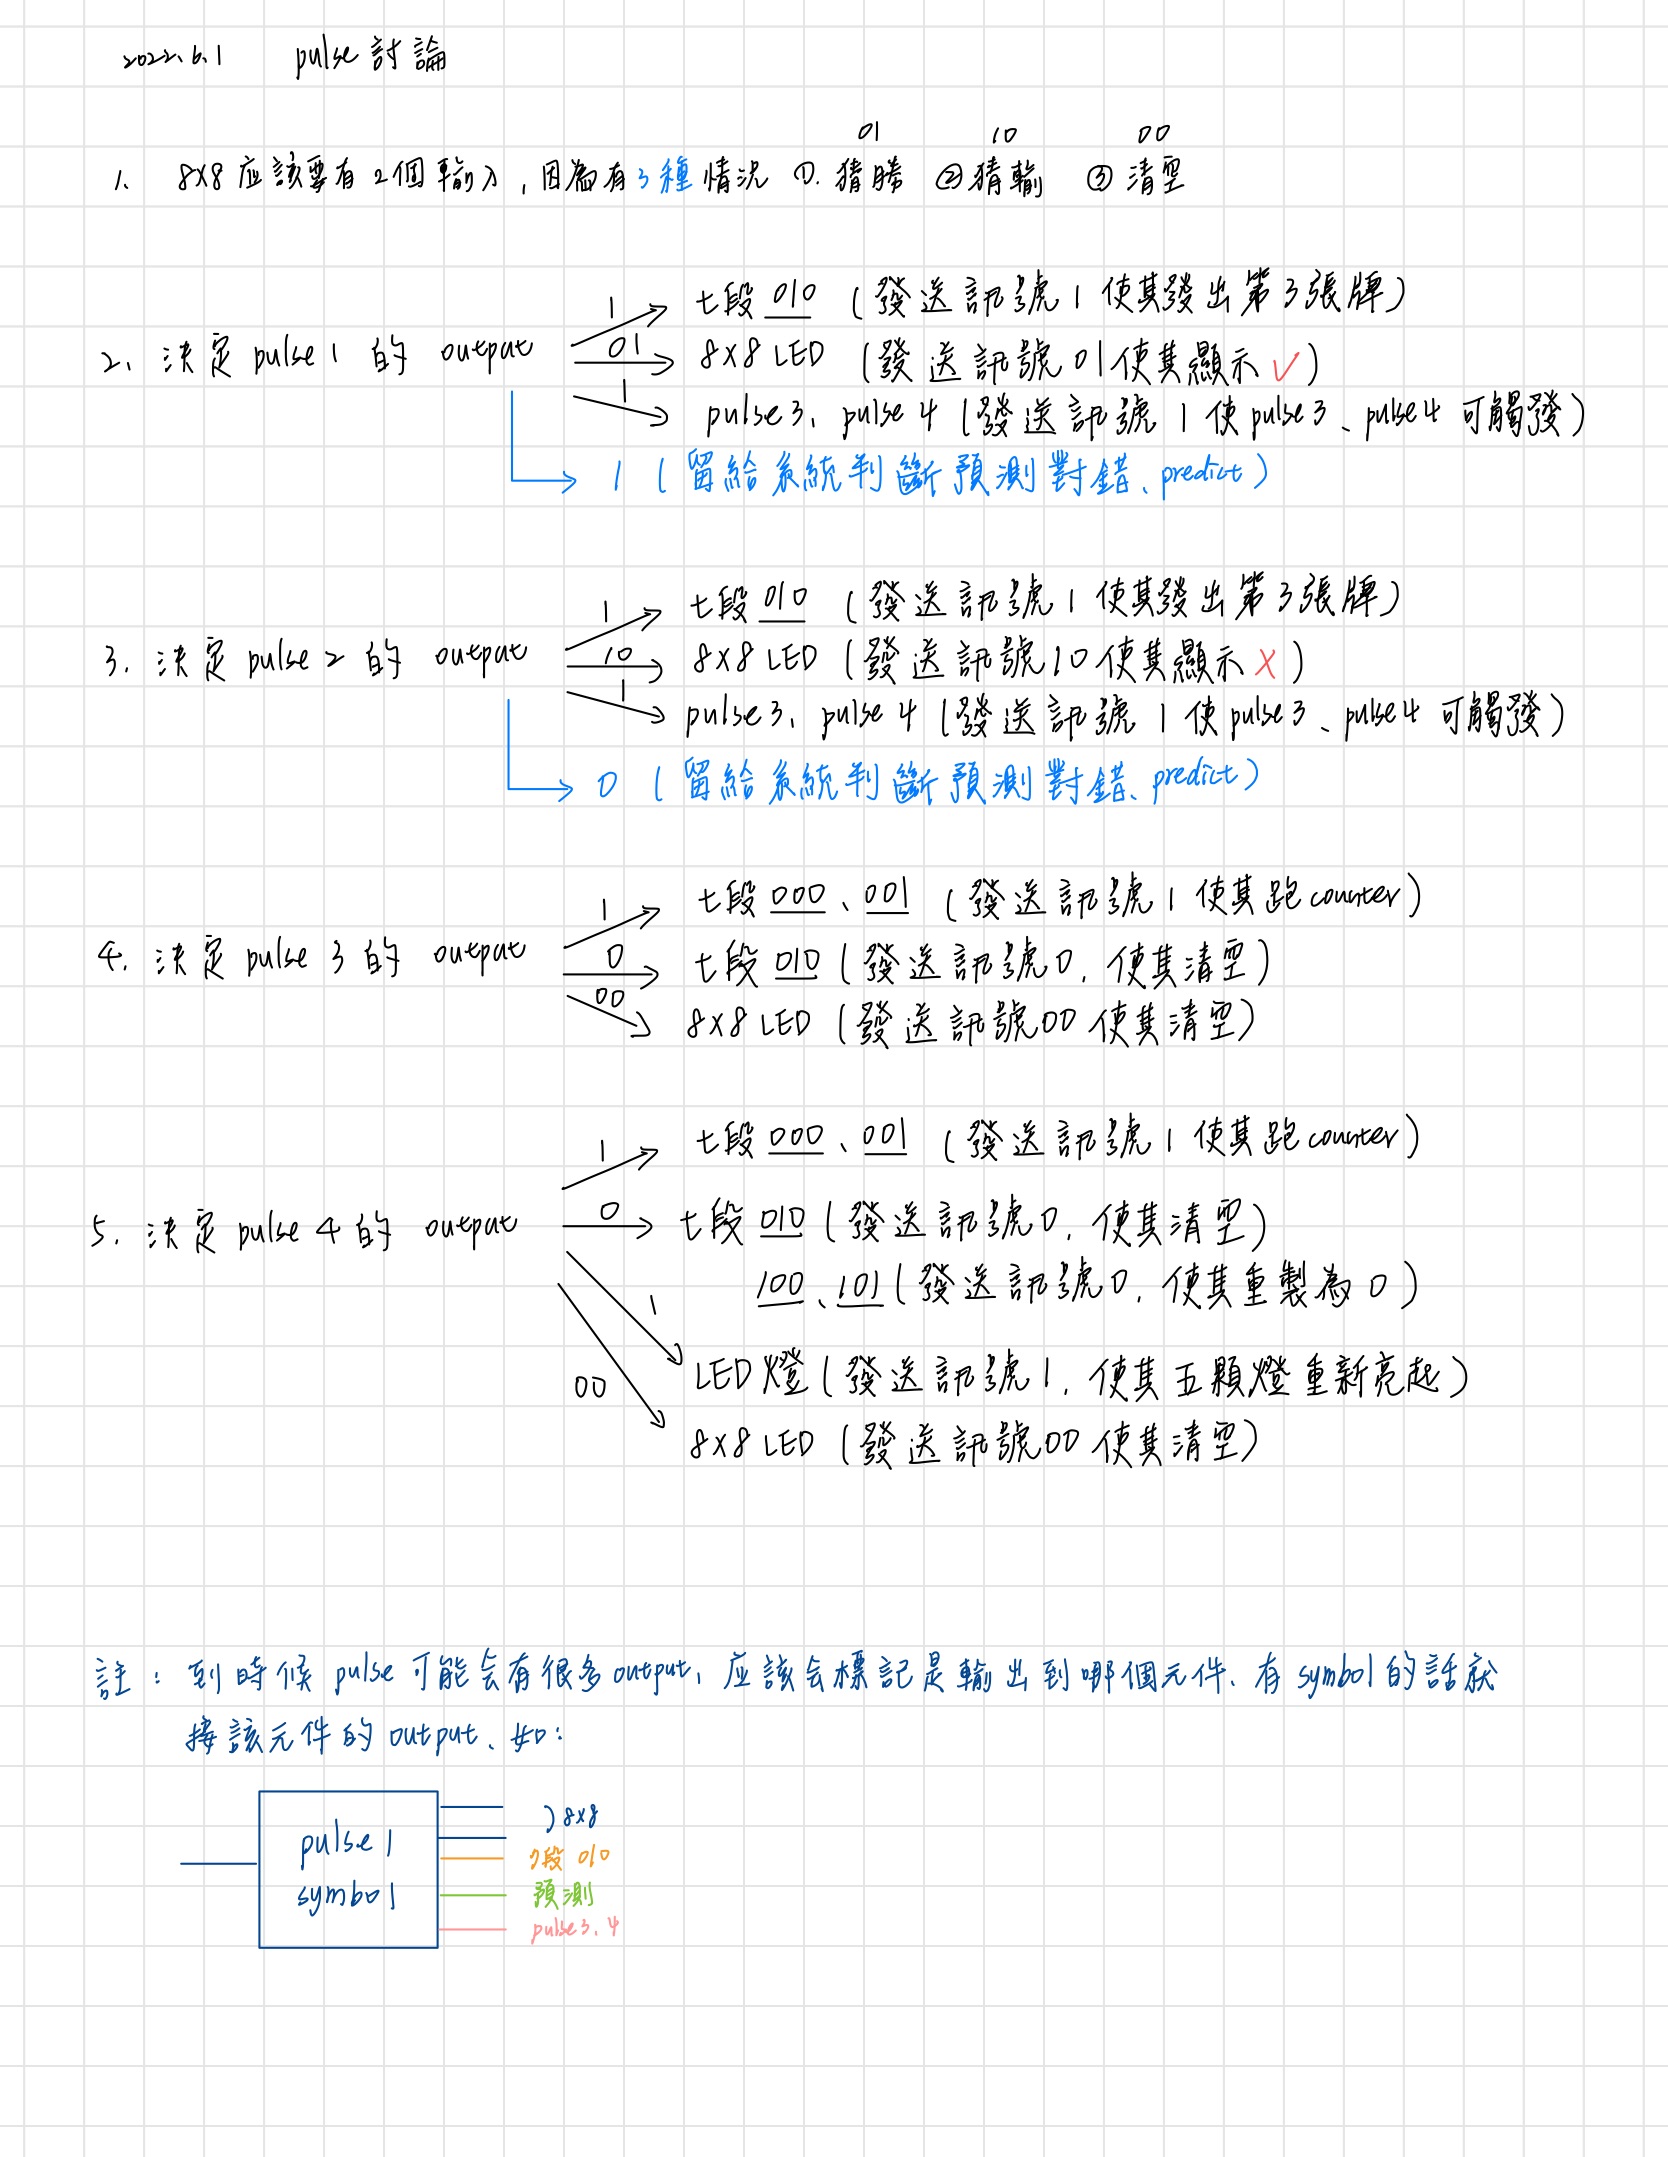 2022.6.1 pulse 討論
01 10 00
1、 8x8 应該要有 2個 輸入,因為有3種 情況 ①.猜勝 ②猜輸 ③清空
1 七段 010 (發送訊號1使其發出第3張牌)
2、決定 pulse 1 的 output 01 8x8 LED (發送訊號01使其顯示 ✓)
1 pulse 3、pulse 4 (發送訊號 1 使 pulse 3、pulse 4 可觸發)
1 (留給系統判斷預測對錯、predict)
1 七段 010 (發送訊號1使其發出第3張牌)
3、決定 pulse 2 的 output 10 8x8 LED (發送訊號10使其顯示 X)
1 pulse 3、pulse 4 (發送訊號 1 使 pulse 3、pulse 4 可觸發)
0 (留給系統判斷預測對錯、predict)
1 七段 000、001 (發送訊號1使其跑 counter)
4、決定 pulse 3 的 output 0 七段 010 (發送訊號0,使其清空)
00 8x8 LED (發送訊號00使其清空)
1 七段 000、001 (發送訊號1使其跑 counter)
5、決定 pulse 4 的 output 0 七段 010 (發送訊號0,使其清空)
100、101 (發送訊號0,使其重製為0)
1 LED燈 (發送訊號1,使其五顆燈重新亮起)
00 8x8 LED (發送訊號00使其清空)
註:到時候 pulse 可能会有很多 output,应該会標記是輸出到哪個元件、有 symbol 的話就
接該元件的 output、如:
pulse 1 symbol
)8x8
7段 010
預測
pulse 3、4